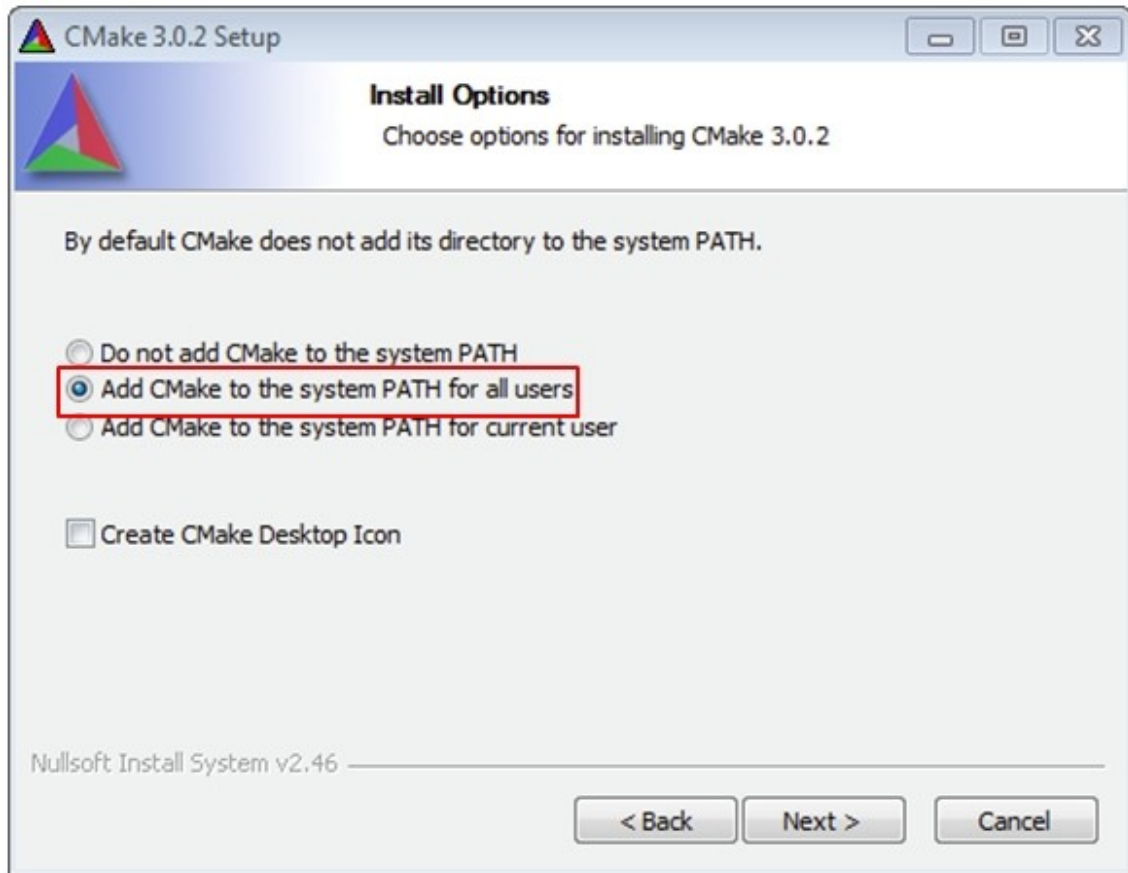 CMake 3.0.2 Setup
Install Options
Choose options for installing CMake 3.0.2
By default CMake does not add its directory to the system PATH.
Do not add CMake to the system PATH
Add CMake to the system PATH for all users
Add CMake to the system PATH for current user
Create CMake Desktop Icon
Nullsoft Install System v2.46
< Back Next > Cancel